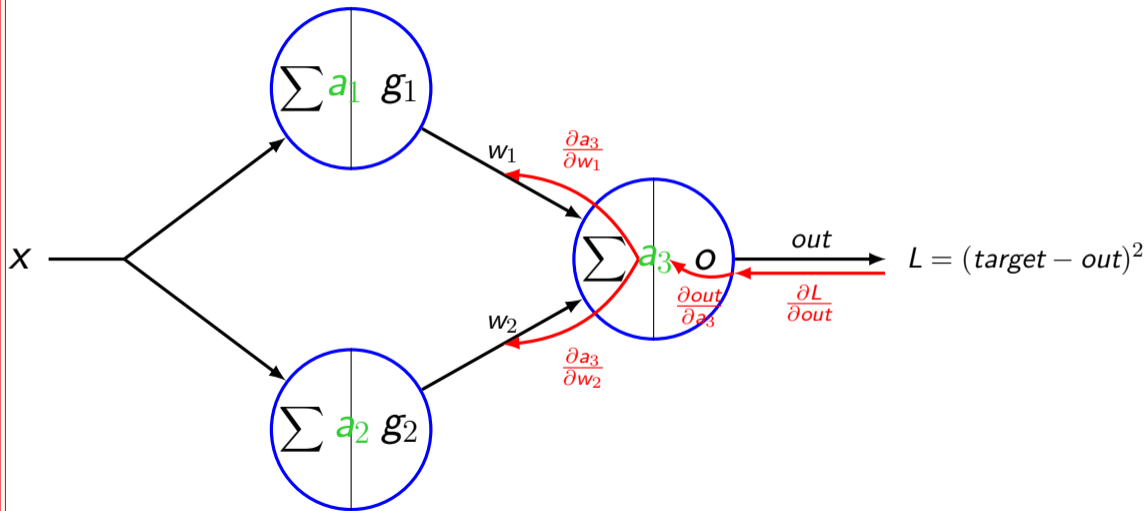 ∑ a₁ g₁
w₁
∂a₃/∂w₁
x
∑ a₃ o
out
L = (target − out)²
∂out/∂a₃
∂L/∂out
w₂
∂a₃/∂w₂
∑ a₂ g₂